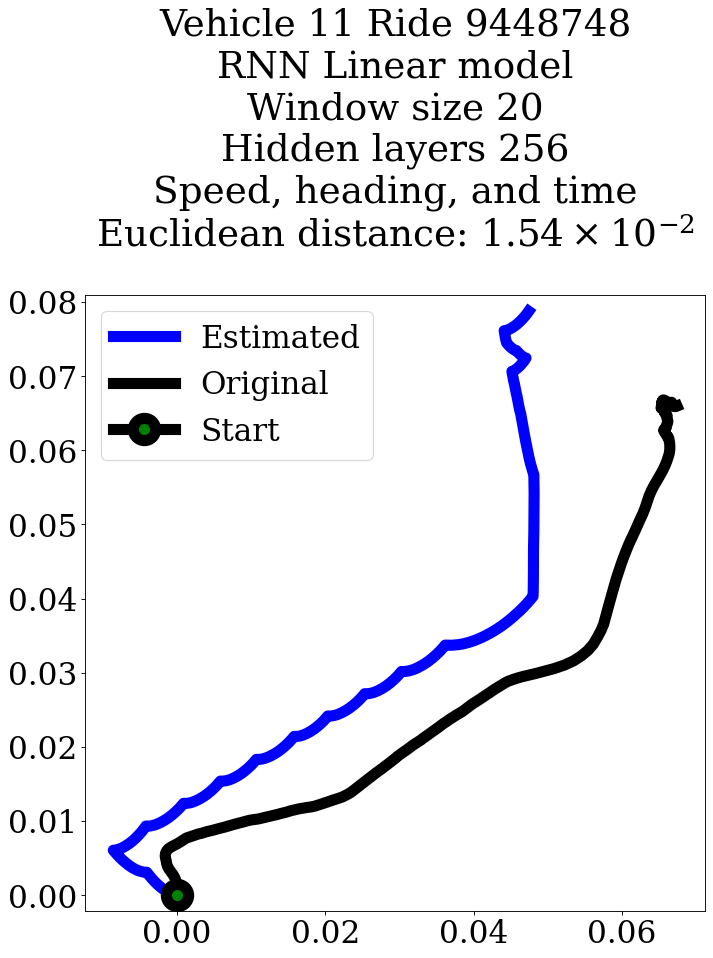 Vehicle 11 Ride 9448748
RNN Linear model
Window size 20
Hidden layers 256
Speed, heading, and time
Euclidean distance: 1.54 × 10⁻²
0.08
0.07
0.06
0.05
0.04
0.03
0.02
0.01
0.00
Estimated
Original
Start
0.00 0.02 0.04 0.06